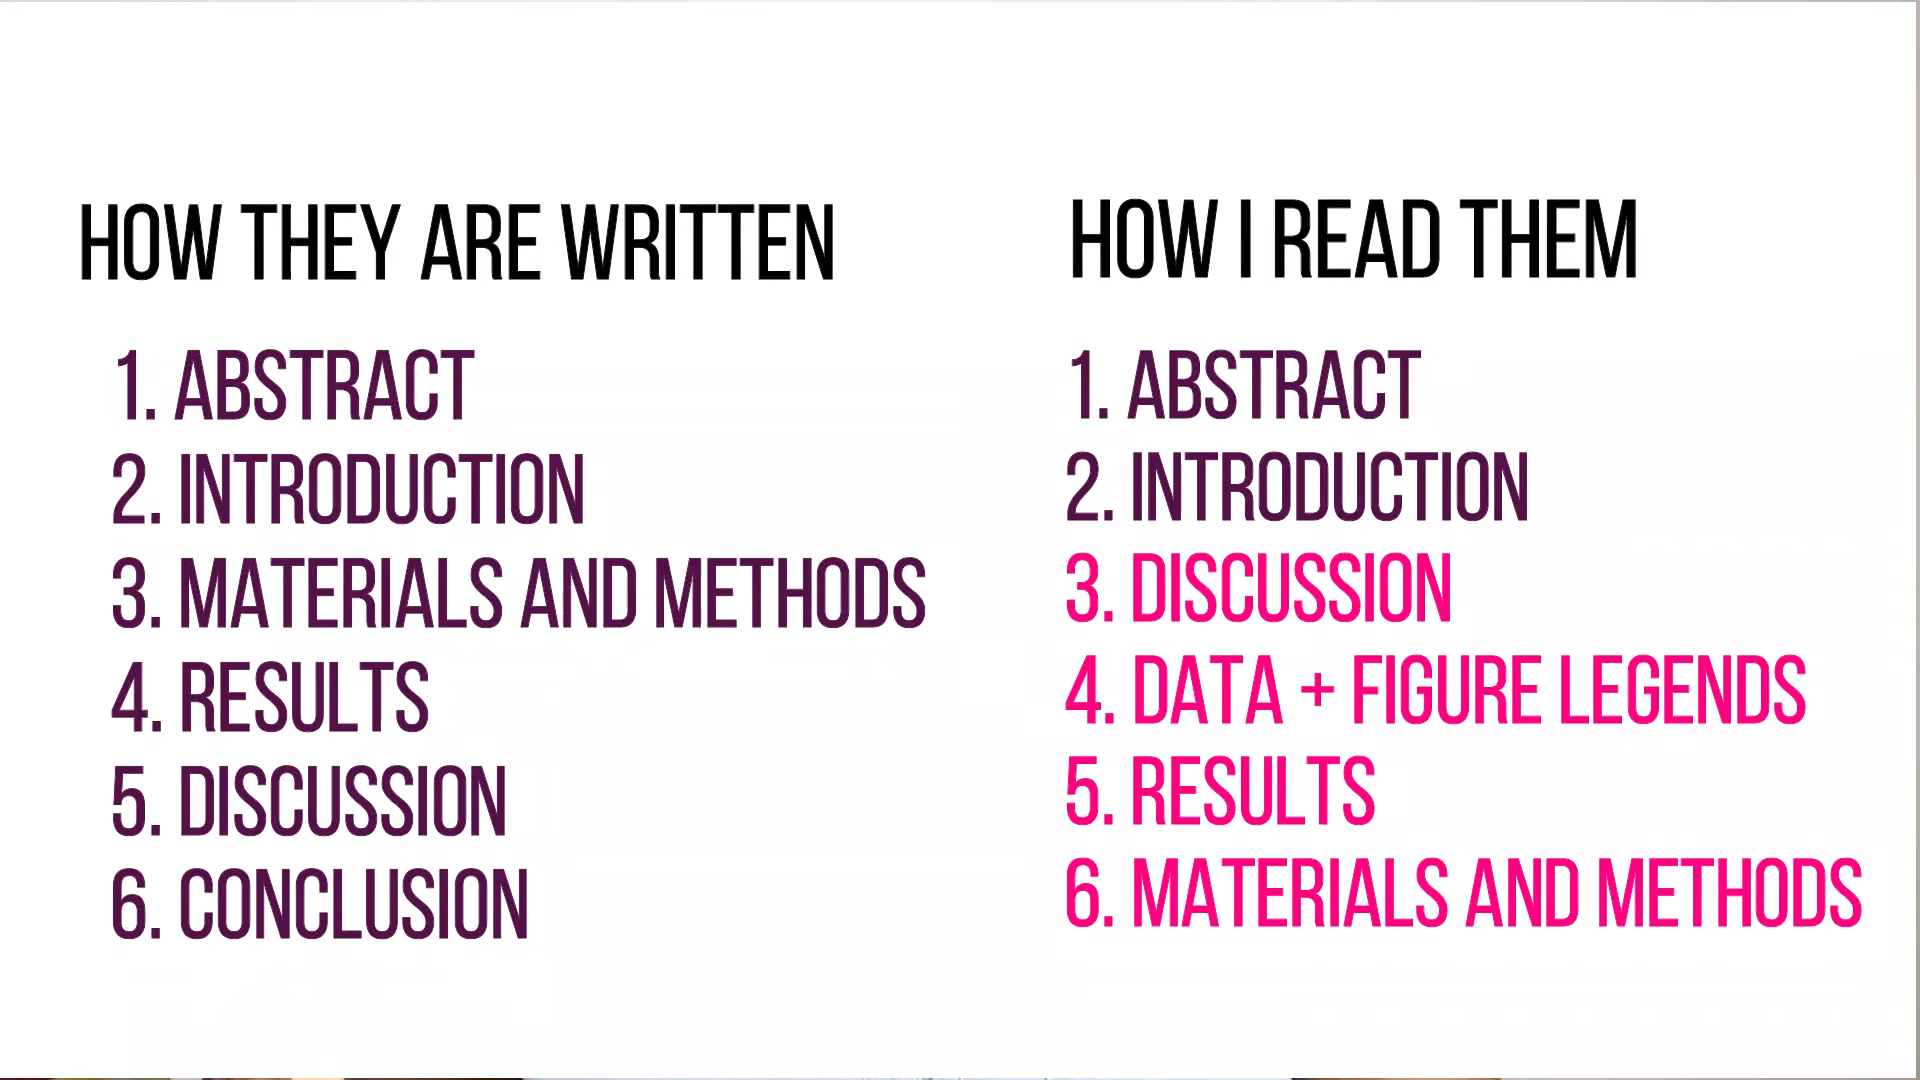 HOW THEY ARE WRITTEN
1. ABSTRACT
2. INTRODUCTION
3. MATERIALS AND METHODS
4. RESULTS
5. DISCUSSION
6. CONCLUSION
HOW I READ THEM
1. ABSTRACT
2. INTRODUCTION
3. DISCUSSION
4. DATA + FIGURE LEGENDS
5. RESULTS
6. MATERIALS AND METHODS